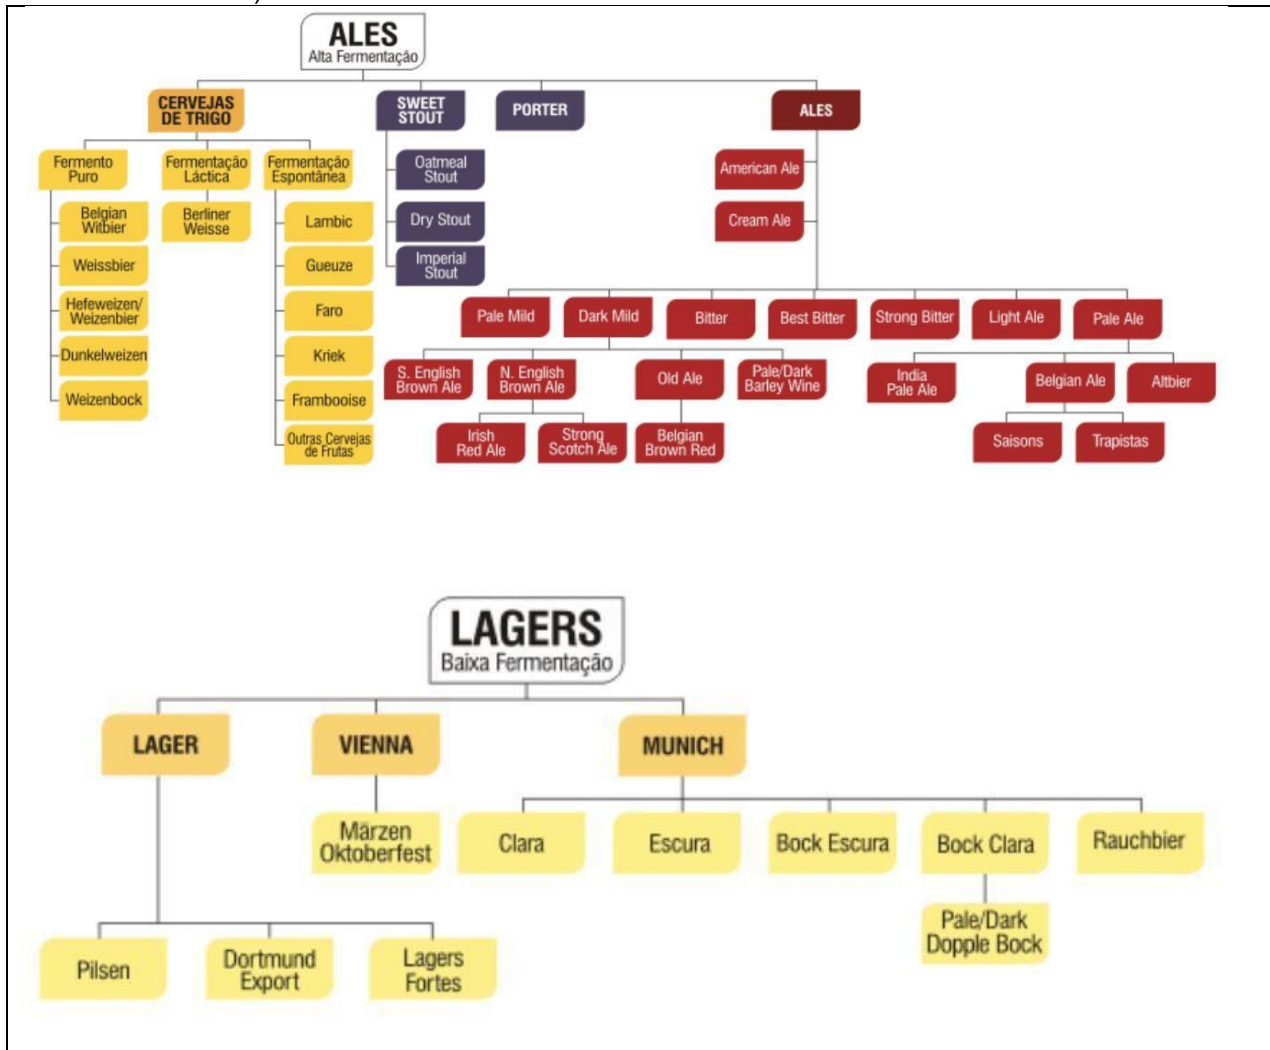 ALES
Alta Fermentação
CERVEJAS
DE TRIGO
SWEET
STOUT
PORTER
ALES
Fermento
Puro
Fermentação
Láctica
Fermentação
Espontânea
Oatmeal
Stout
American Ale
Belgian
Witbier
Berliner
Weisse
Lambic
Dry Stout
Cream Ale
Weissbier
Gueuze
Imperial
Stout
Hefeweizen/
Weizenbier
Faro
Pale Mild
Dark Mild
Bitter
Best Bitter
Strong Bitter
Light Ale
Pale Ale
Dunkelweizen
Kriek
S. English
Brown Ale
N. English
Brown Ale
Old Ale
Pale/Dark
Barley Wine
India
Pale Ale
Belgian Ale
Altbier
Weizenbock
Frambooise
Outras Cervejas
de Frutas
Irish
Red Ale
Strong
Scotch Ale
Belgian
Brown Red
Saisons
Trapistas
LAGERS
Baixa Fermentação
LAGER
VIENNA
MUNICH
Märzen
Oktoberfest
Clara
Escura
Bock Escura
Bock Clara
Rauchbier
Pilsen
Dortmund
Export
Lagers
Fortes
Pale/Dark
Dopple Bock